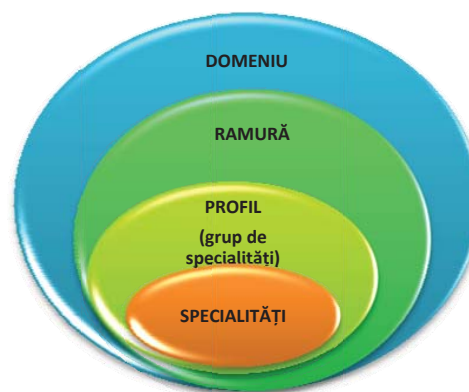 DOMENIU
RAMURĂ
PROFIL
(grup de
specialități)
SPECIALITĂȚI